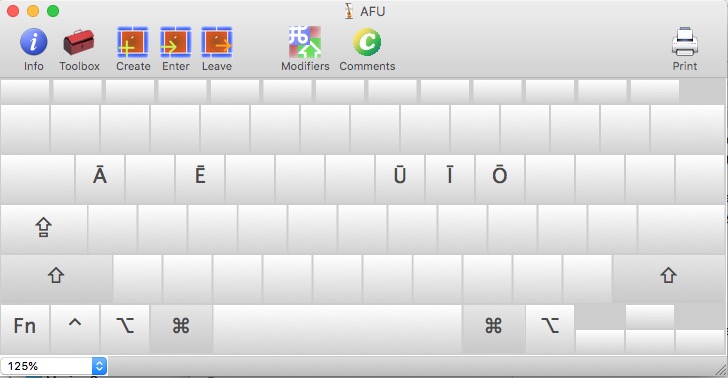 AFU
Info Toolbox Create Enter Leave Modifiers Comments Print
Ā Ē Ū Ī Ō
⇪
⇧ ⇧
Fn ^ ⌥ ⌘ ⌘ ⌥
125%